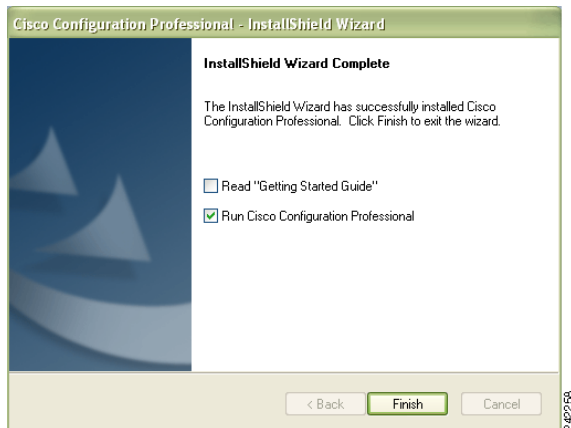 Cisco Configuration Professional - InstallShield Wizard
InstallShield Wizard Complete
The InstallShield Wizard has successfully installed Cisco
Configuration Professional. Click Finish to exit the wizard.
Read "Getting Started Guide"
Run Cisco Configuration Professional
< Back
Finish
Cancel
242268